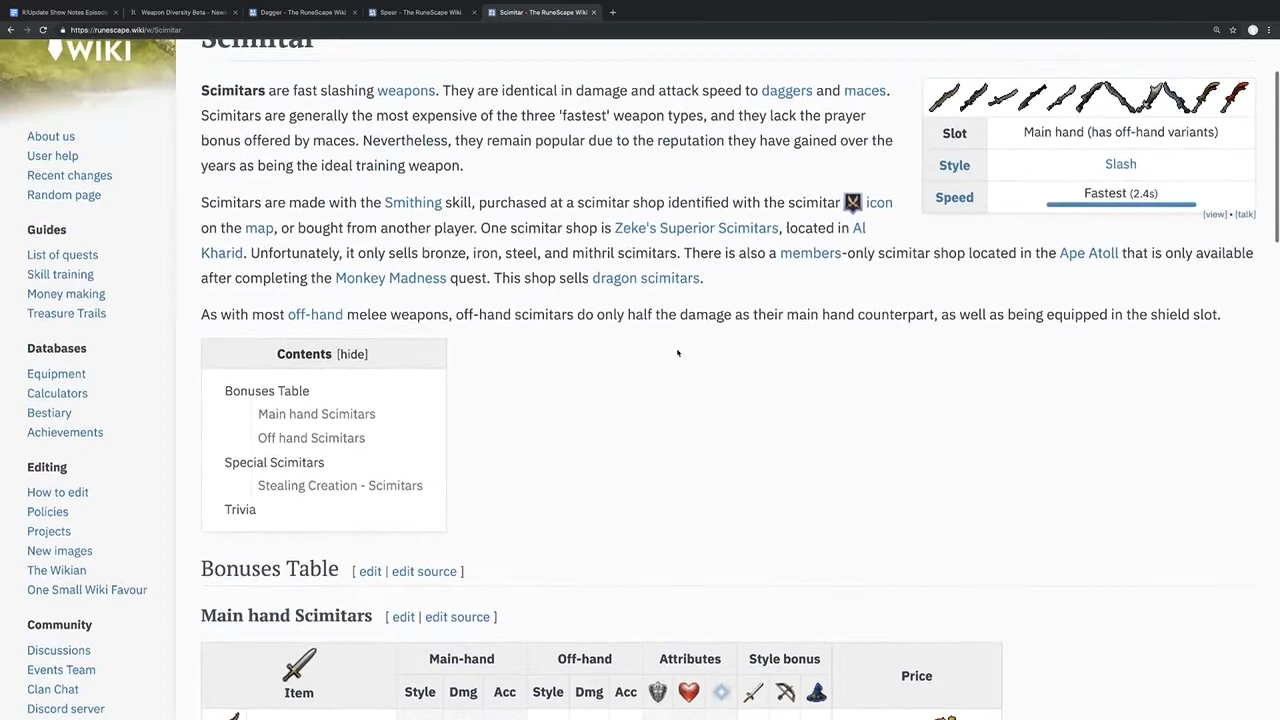 R/Update Show Notes Episod
Weapon Diversity Beta - New
Dagger - The RuneScape Wiki
Spear - The RuneScape Wiki
Scimitar - The RuneScape Wiki
https://runescape.wiki/w/Scimitar
WIKI
About us
User help
Recent changes
Random page
Guides
List of quests
Skill training
Money making
Treasure Trails
Databases
Equipment
Calculators
Bestiary
Achievements
Editing
How to edit
Policies
Projects
New images
The Wikian
One Small Wiki Favour
Community
Discussions
Events Team
Clan Chat
Discord server
Scimitar
Scimitars are fast slashing weapons. They are identical in damage and attack speed to daggers and maces.
Scimitars are generally the most expensive of the three 'fastest' weapon types, and they lack the prayer
bonus offered by maces. Nevertheless, they remain popular due to the reputation they have gained over the
years as being the ideal training weapon.
Scimitars are made with the Smithing skill, purchased at a scimitar shop identified with the scimitar icon
on the map, or bought from another player. One scimitar shop is Zeke's Superior Scimitars, located in Al
Kharid. Unfortunately, it only sells bronze, iron, steel, and mithril scimitars. There is also a members-only scimitar shop located in the Ape Atoll that is only available
after completing the Monkey Madness quest. This shop sells dragon scimitars.
As with most off-hand melee weapons, off-hand scimitars do only half the damage as their main hand counterpart, as well as being equipped in the shield slot.
Slot Main hand (has off-hand variants)
Style Slash
Speed Fastest (2.4s)
[view] • [talk]
Contents [hide]
Bonuses Table
Main hand Scimitars
Off hand Scimitars
Special Scimitars
Stealing Creation - Scimitars
Trivia
Bonuses Table [ edit | edit source ]
Main hand Scimitars [ edit | edit source ]
Item Main-hand Off-hand Attributes Style bonus Price
Style Dmg Acc Style Dmg Acc